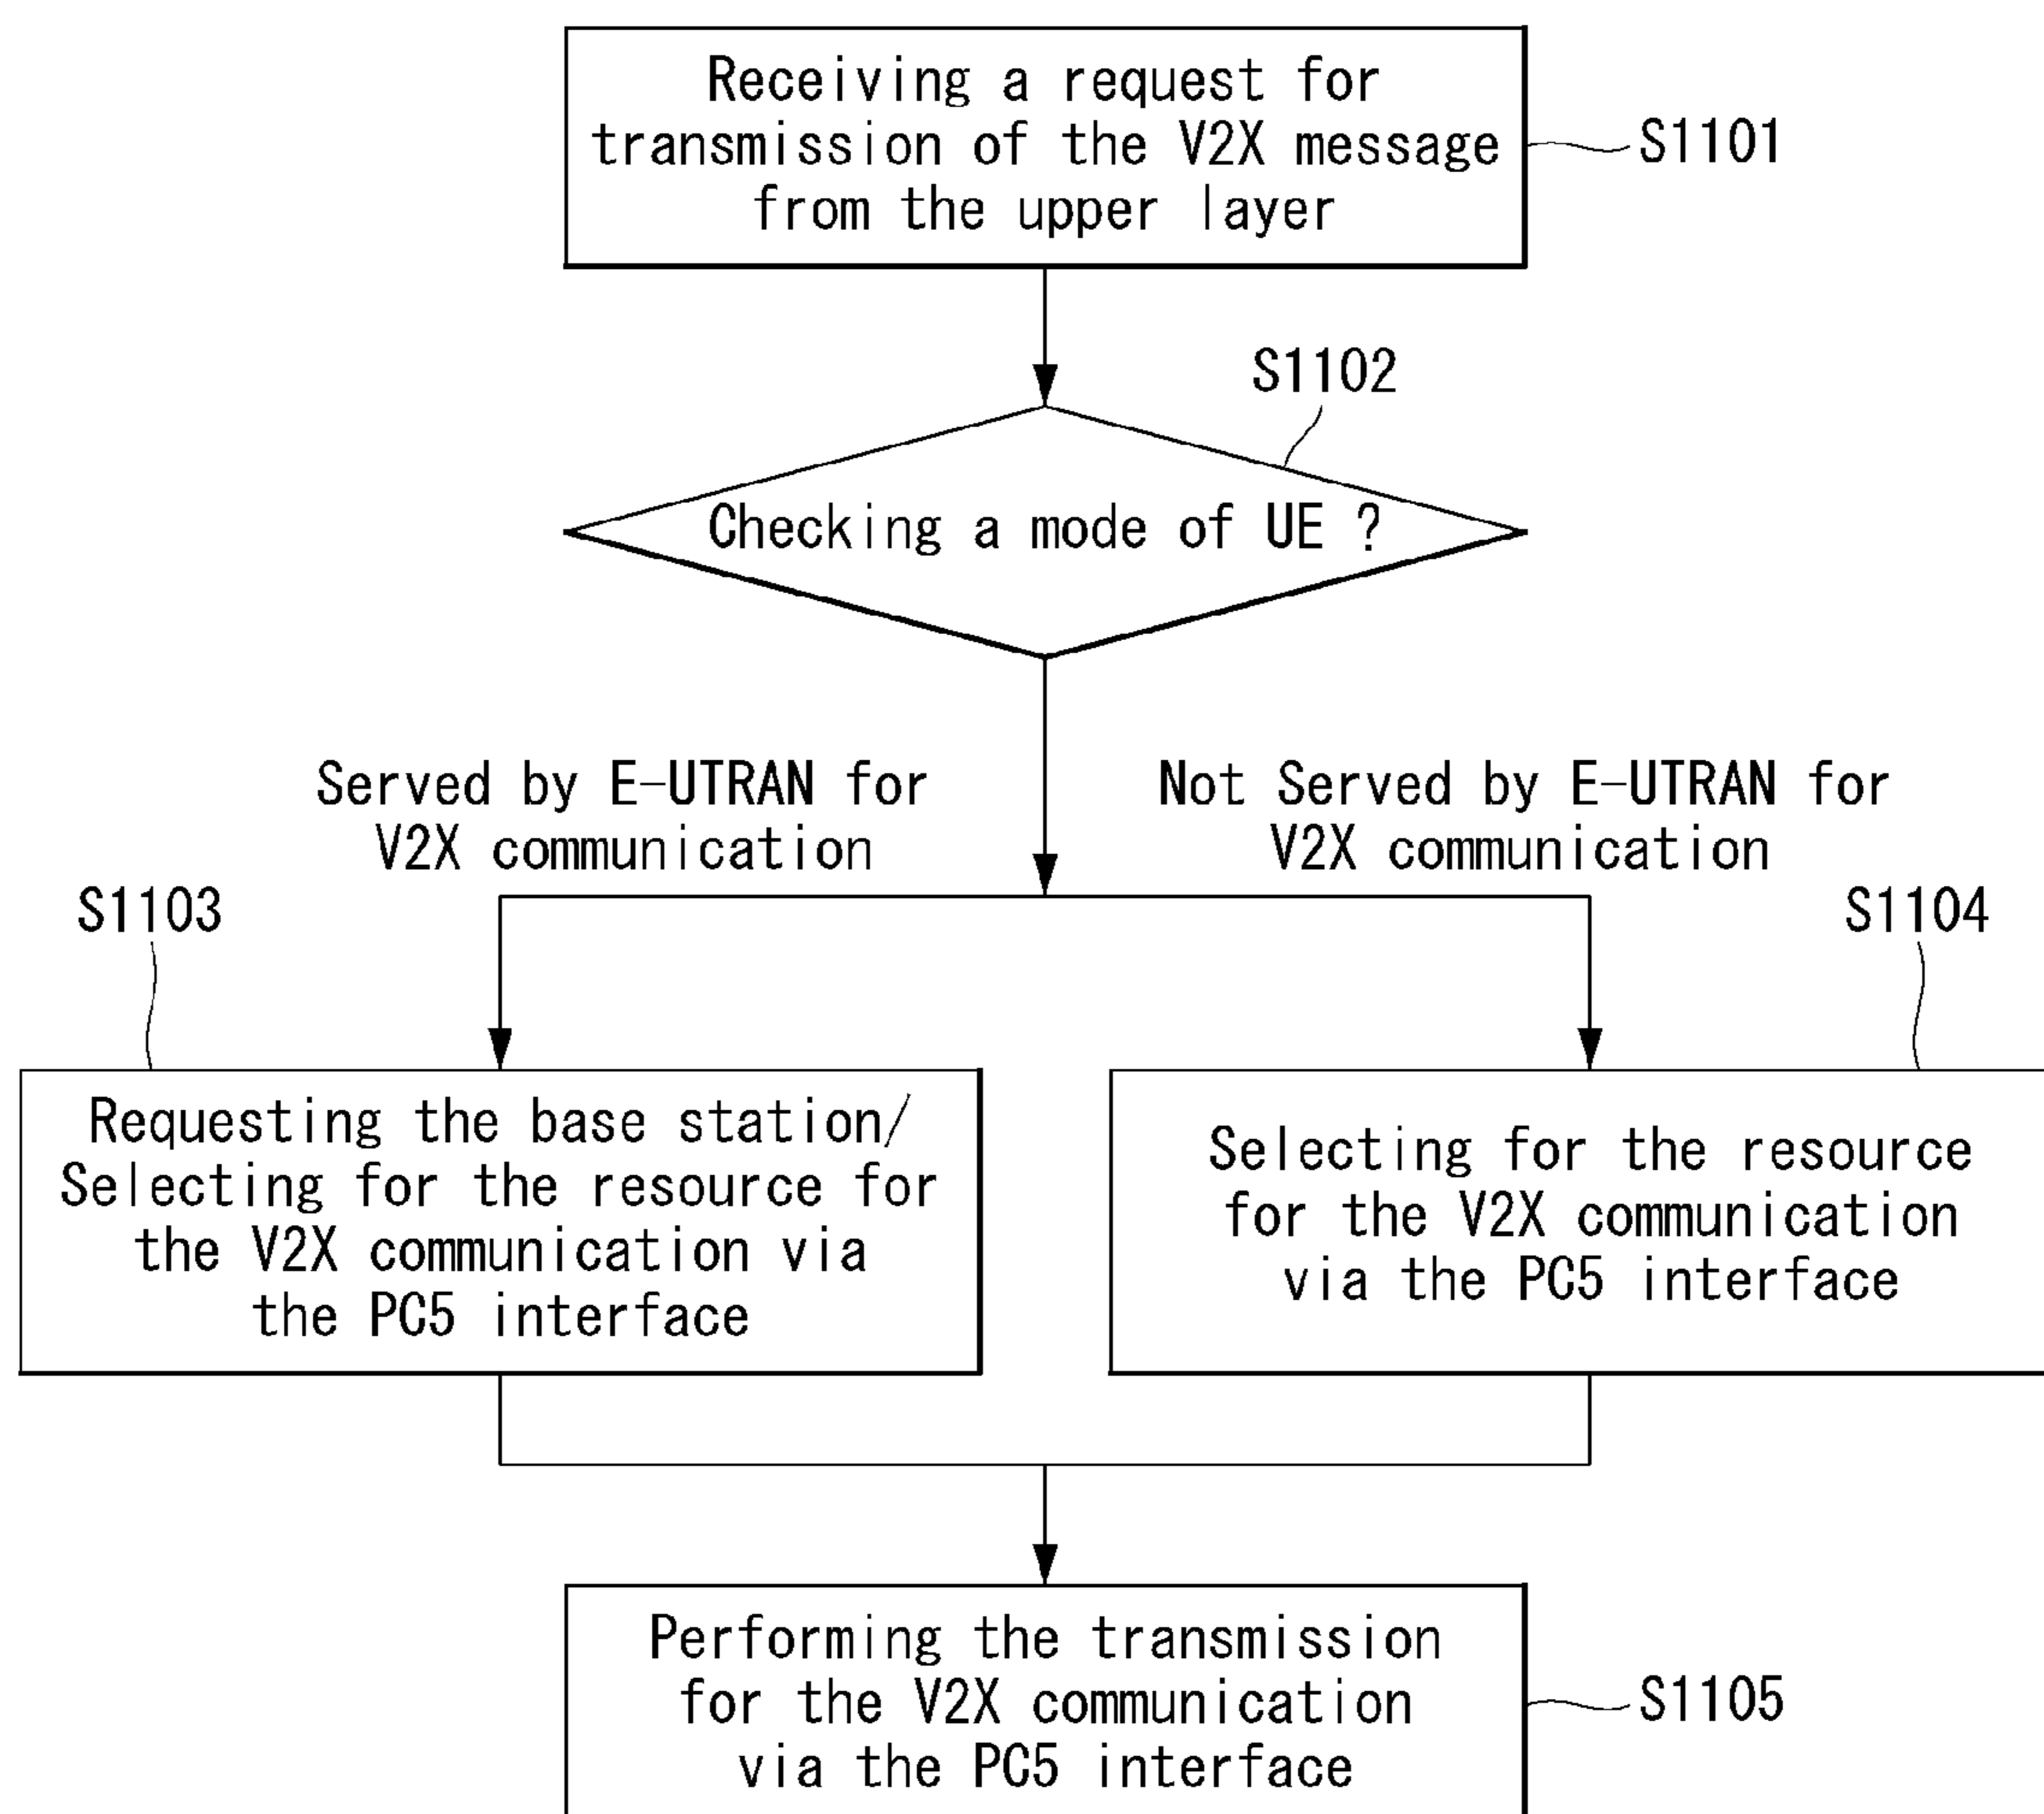 Receiving a request for
transmission of the V2X message
from the upper layer
S1101
S1102
Checking a mode of UE ?
Served by E-UTRAN for
V2X communication
Not Served by E-UTRAN for
V2X communication
S1103
S1104
Requesting the base station/
Selecting for the resource for
the V2X communication via
the PC5 interface
Selecting for the resource
for the V2X communication
via the PC5 interface
Performing the transmission
for the V2X communication
via the PC5 interface
S1105